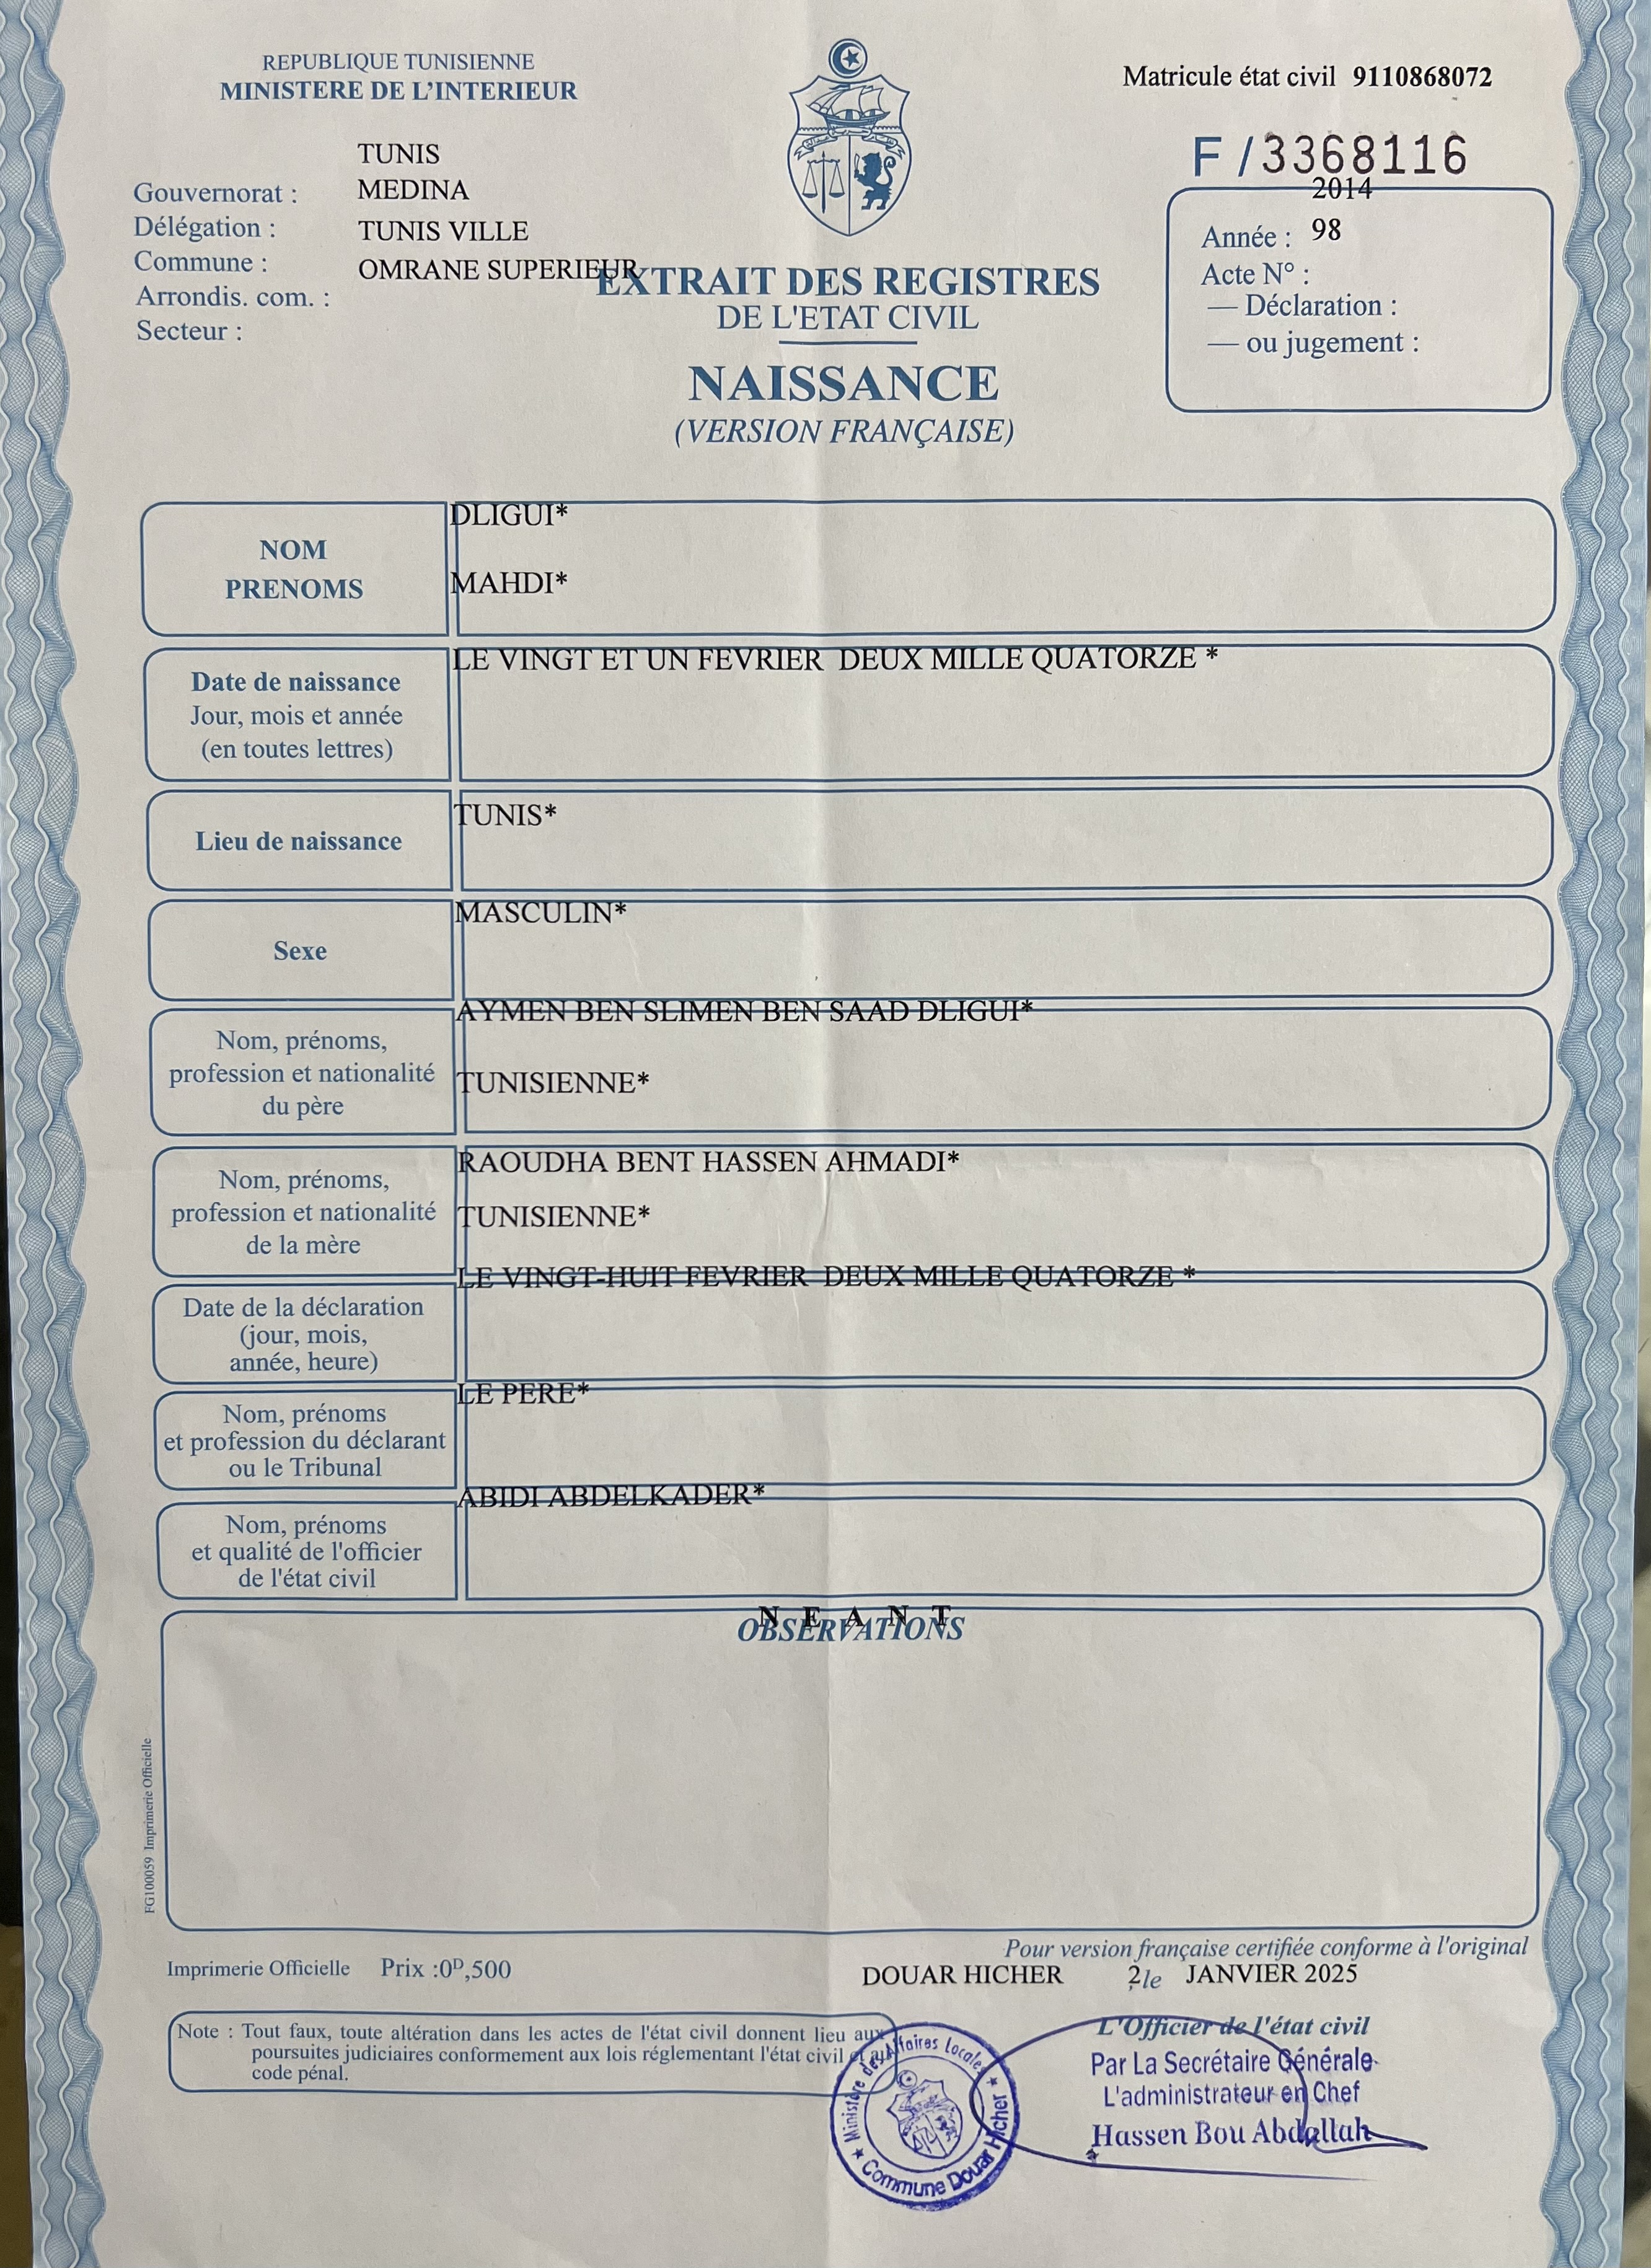 REPUBLIQUE TUNISIENNE
MINISTERE DE L'INTERIEUR
Matricule état civil 9110868072
F / 3368116
TUNIS
Gouvernorat : MEDINA
Délégation : TUNIS VILLE
Commune : OMRANE SUPERIEUR
Arrondis. com. :
Secteur :
2014
Année : 98
Acte N° :
— Déclaration :
— ou jugement :
EXTRAIT DES REGISTRES
DE L'ETAT CIVIL
NAISSANCE
(VERSION FRANÇAISE)
NOM
PRENOMS
DLIGUI*
MAHDI*
Date de naissance
Jour, mois et année
(en toutes lettres)
LE VINGT ET UN FEVRIER DEUX MILLE QUATORZE *
Lieu de naissance
TUNIS*
Sexe
MASCULIN*
Nom, prénoms,
profession et nationalité
du père
AYMEN BEN SLIMEN BEN SAAD DLIGUI*
TUNISIENNE*
Nom, prénoms,
profession et nationalité
de la mère
RAOUDHA BENT HASSEN AHMADI*
TUNISIENNE*
Date de la déclaration
(jour, mois,
année, heure)
LE VINGT-HUIT FEVRIER DEUX MILLE QUATORZE *
Nom, prénoms
et profession du déclarant
ou le Tribunal
LE PERE*
Nom, prénoms
et qualité de l'officier
de l'état civil
ABIDI ABDELKADER*
N E A N T
OBSERVATIONS
FG100059 Imprimerie Officielle
Pour version française certifiée conforme à l'original
Imprimerie Officielle Prix :0D,500
DOUAR HICHER 2 le JANVIER 2025
Note : Tout faux, toute altération dans les actes de l'état civil donnent lieu aux
poursuites judiciaires conformement aux lois réglementant l'état civil et au
code pénal.
L'Officier de l'état civil
Par La Secrétaire Générale
L'administrateur en Chef
Hassen Bou Abdallah
Ministère des Affaires Locales
Commune Douar Hicher